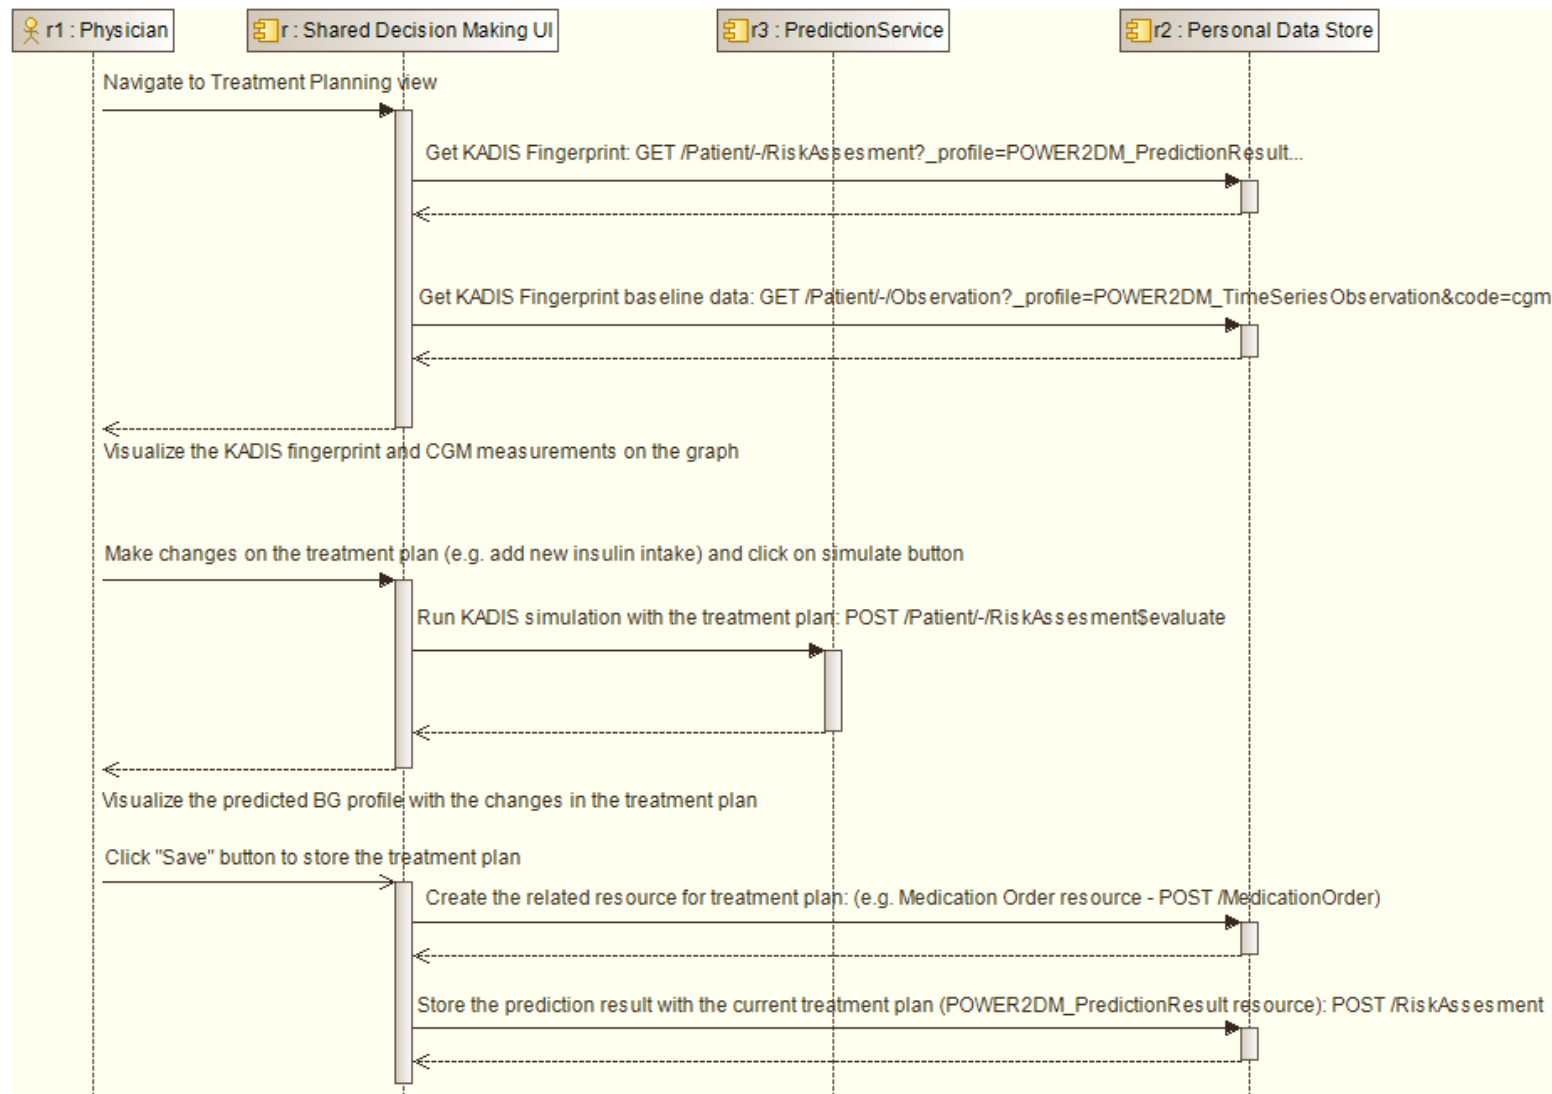 r1 : Physician
r : Shared Decision Making UI
r3 : PredictionService
r2 : Personal Data Store
Navigate to Treatment Planning view
Get KADIS Fingerprint: GET /Patient/-/RiskAssesment?_profile=POWER2DM_PredictionResult...
Get KADIS Fingerprint baseline data: GET /Patient/-/Observation?_profile=POWER2DM_TimeSeriesObservation&code=cgm
Visualize the KADIS fingerprint and CGM measurements on the graph
Make changes on the treatment plan (e.g. add new insulin intake) and click on simulate button
Run KADIS simulation with the treatment plan: POST /Patient/-/RiskAssesment$evaluate
Visualize the predicted BG profile with the changes in the treatment plan
Click "Save" button to store the treatment plan
Create the related resource for treatment plan: (e.g. Medication Order resource - POST /MedicationOrder)
Store the prediction result with the current treatment plan (POWER2DM_PredictionResult resource): POST /RiskAssesment